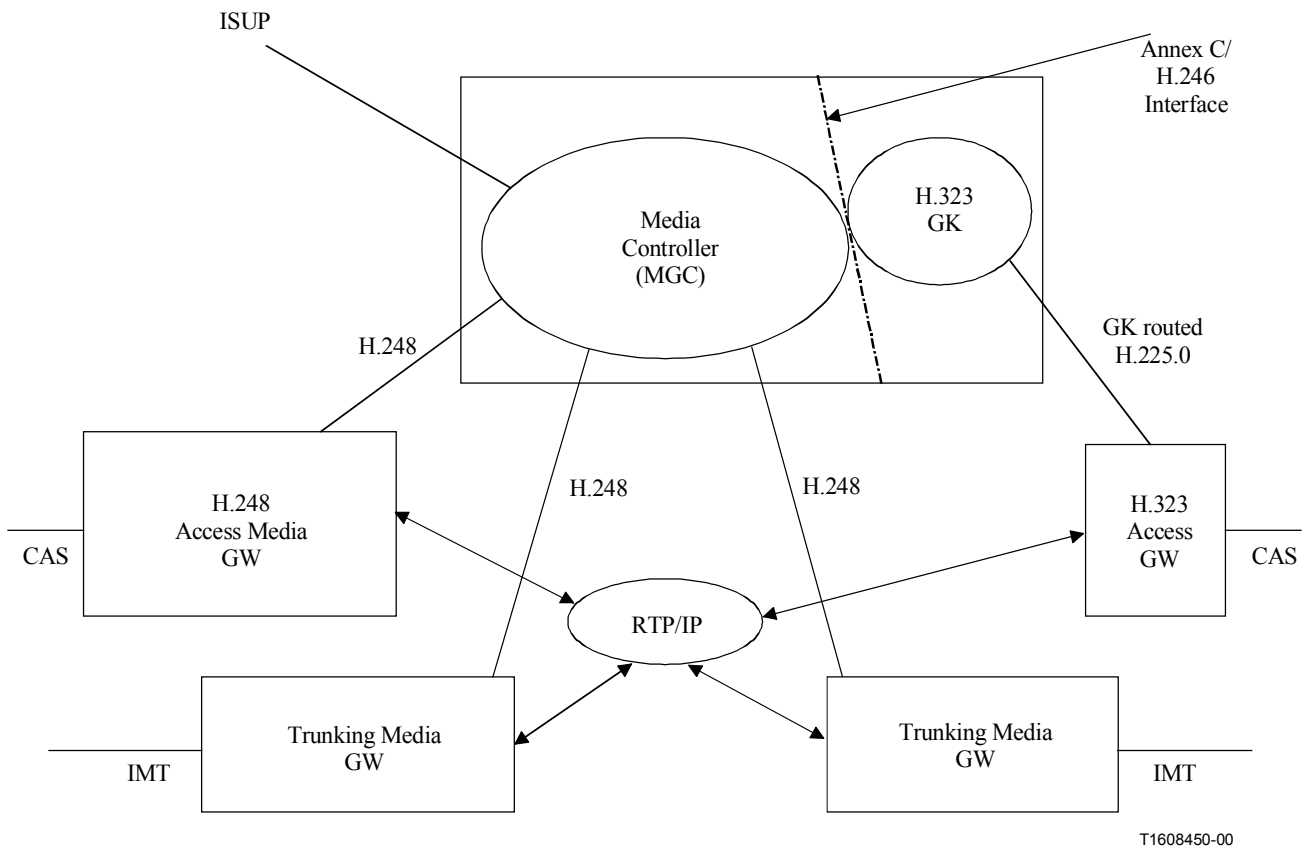 ISUP
Annex C/
H.246
Interface
H.323
GK
Media
Controller
(MGC)
GK routed
H.225.0
H.248
H.248
H.248
H.248
Access Media
GW
H.323
Access
GW
CAS
CAS
RTP/IP
Trunking Media
GW
Trunking Media
GW
IMT
IMT
T1608450-00